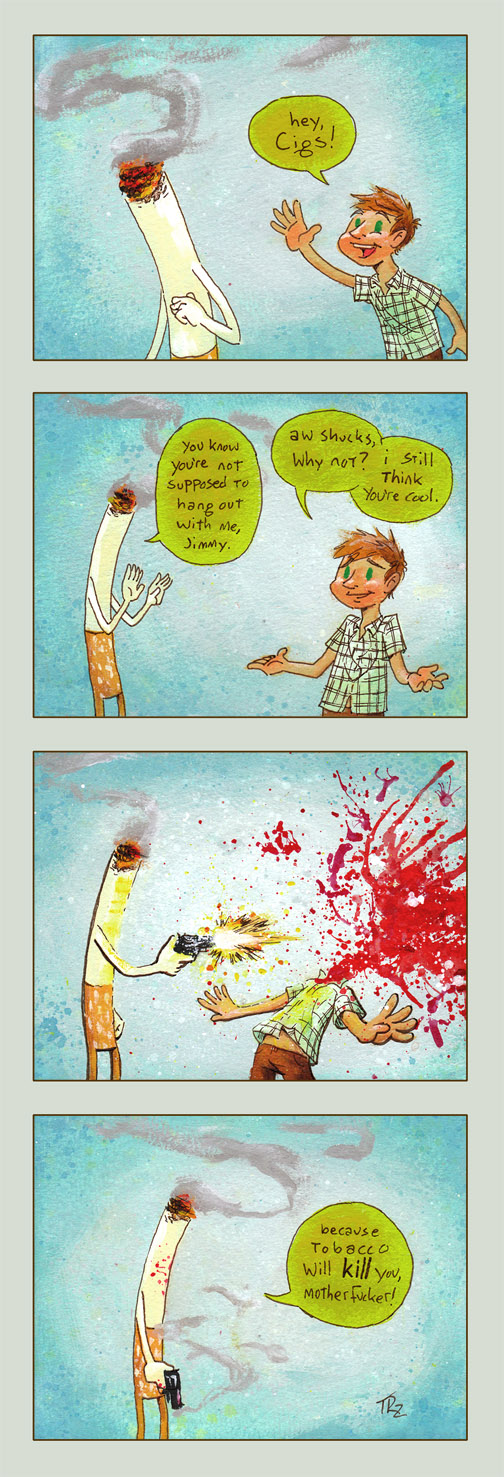 hey,
Cigs!
You know
you're not
supposed to
hang out
with me,
Jimmy.
aw shucks,
Why not?
i still
Think
You're cool.
because
Tobacco
will kill you,
Motherfucker!
TRz